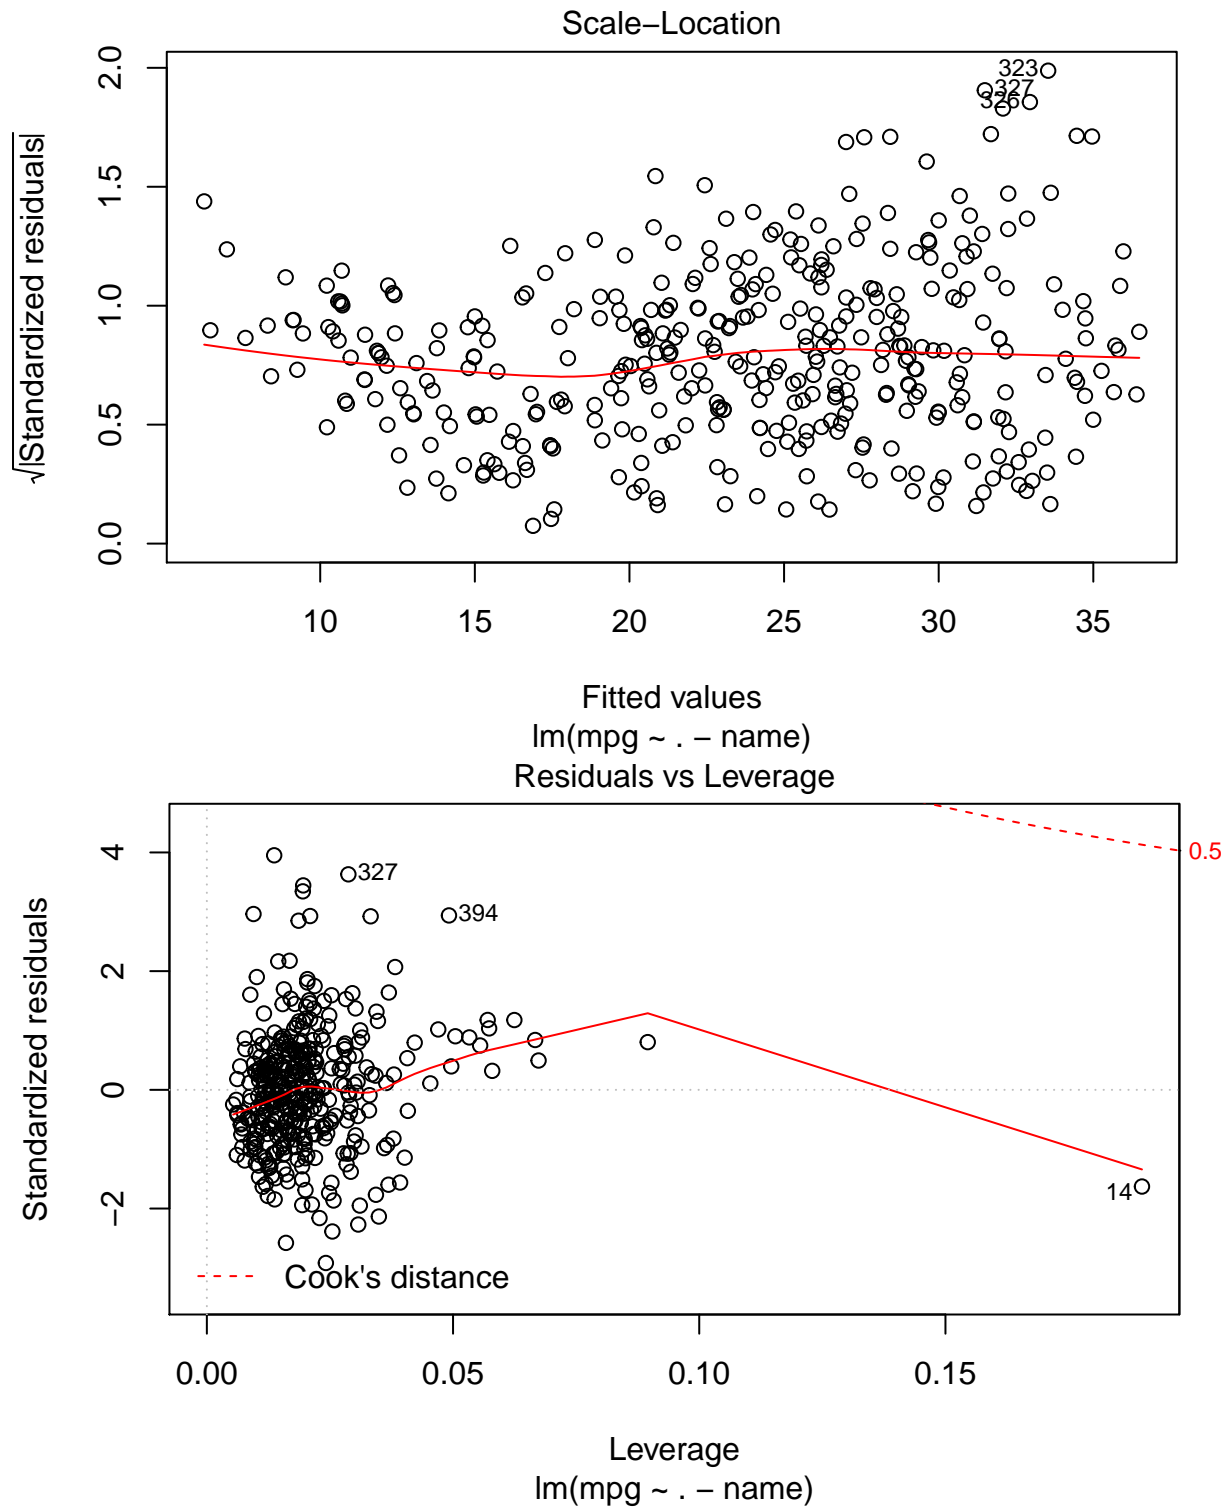 Scale−Location
√|Standardized residuals|
2.0
1.5
1.0
0.5
0.0
323
327
326
10 15 20 25 30 35
Fitted values
lm(mpg ~ . − name)
Residuals vs Leverage
Standardized residuals
4
2
0
−2
327
394
14
0.5
Cook's distance
0.00 0.05 0.10 0.15
Leverage
lm(mpg ~ . − name)